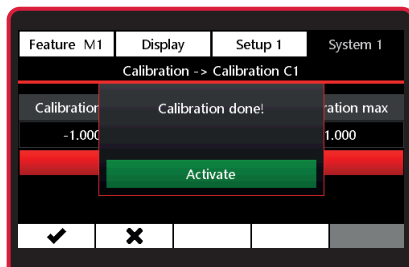 Feature M1 Display Setup 1 System 1
Calibration -> Calibration C1
Calibration Calibration done! ration max
-1.000 1.000
Activate